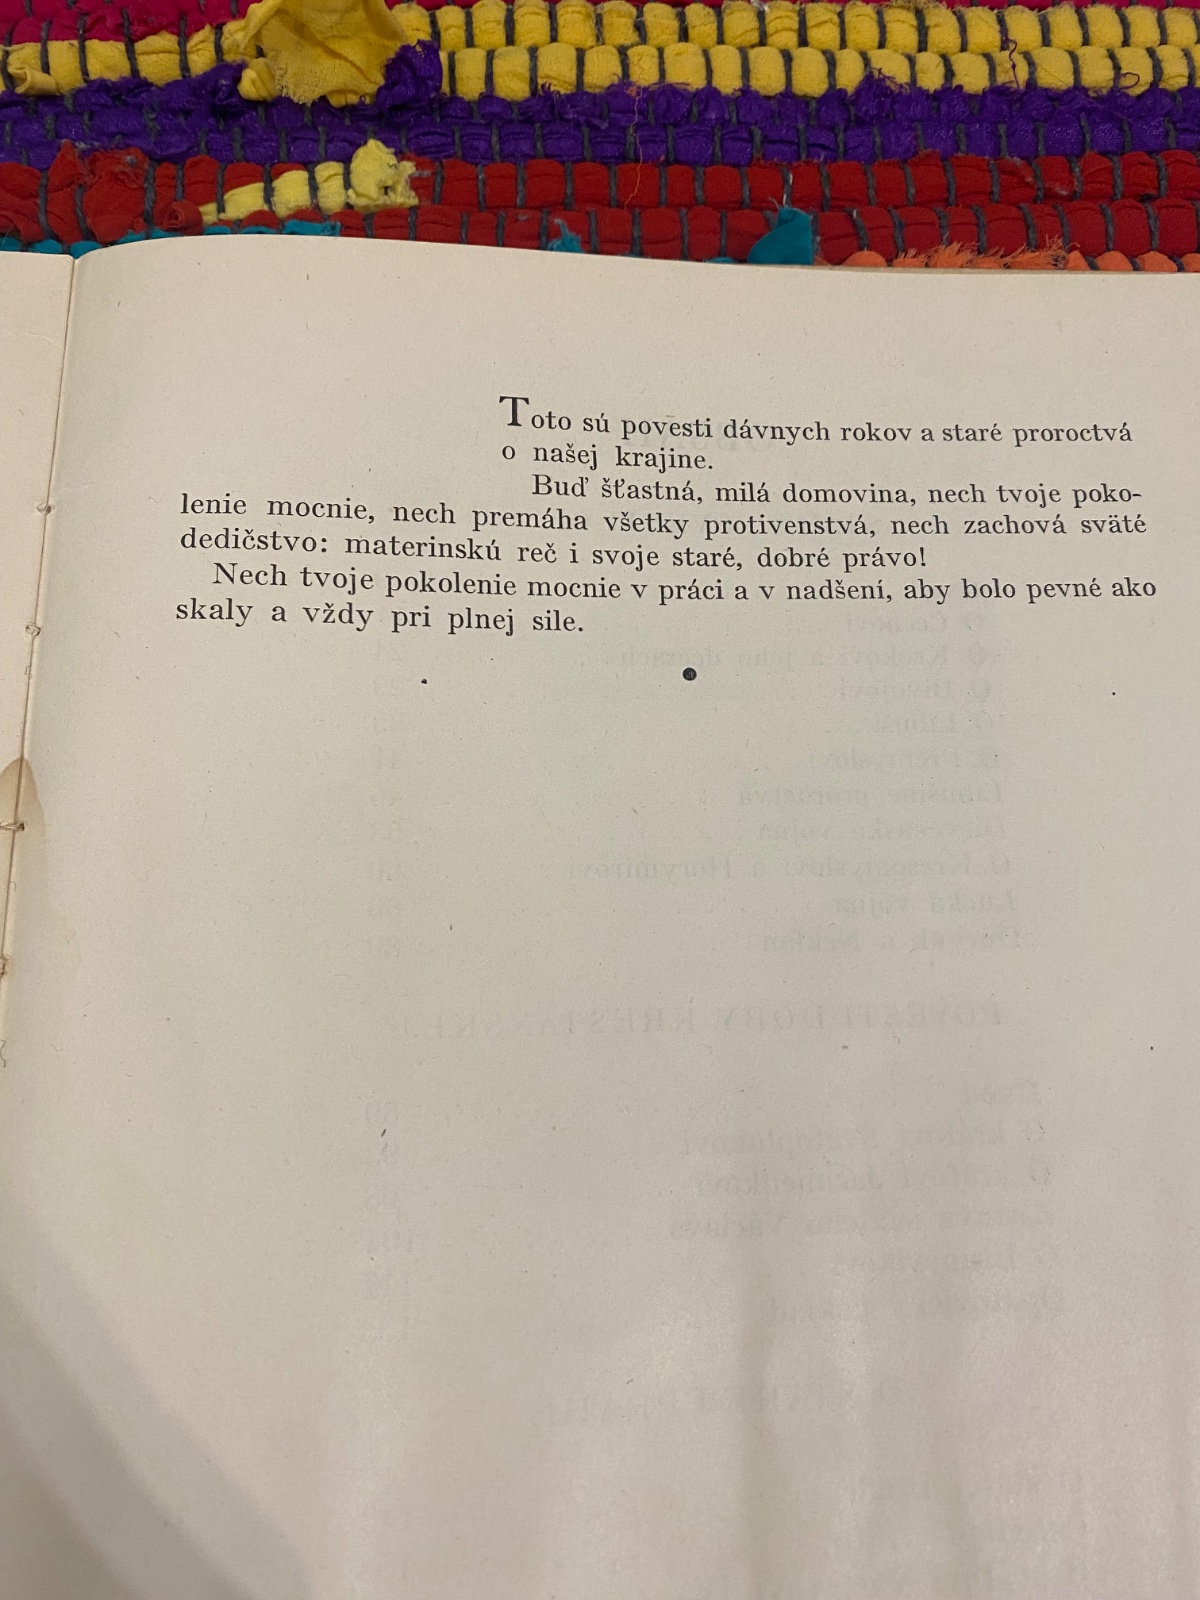 Toto sú povesti dávnych rokov a staré proroctvá
o našej krajine.
Buď šťastná, milá domovina, nech tvoje poko-
lenie mocnie, nech premáha všetky protivenstvá, nech zachová sväté
dedičstvo: materinskú reč i svoje staré, dobré právo!
Nech tvoje pokolenie mocnie v práci a v nadšení, aby bolo pevné ako
skaly a vždy pri plnej sile.